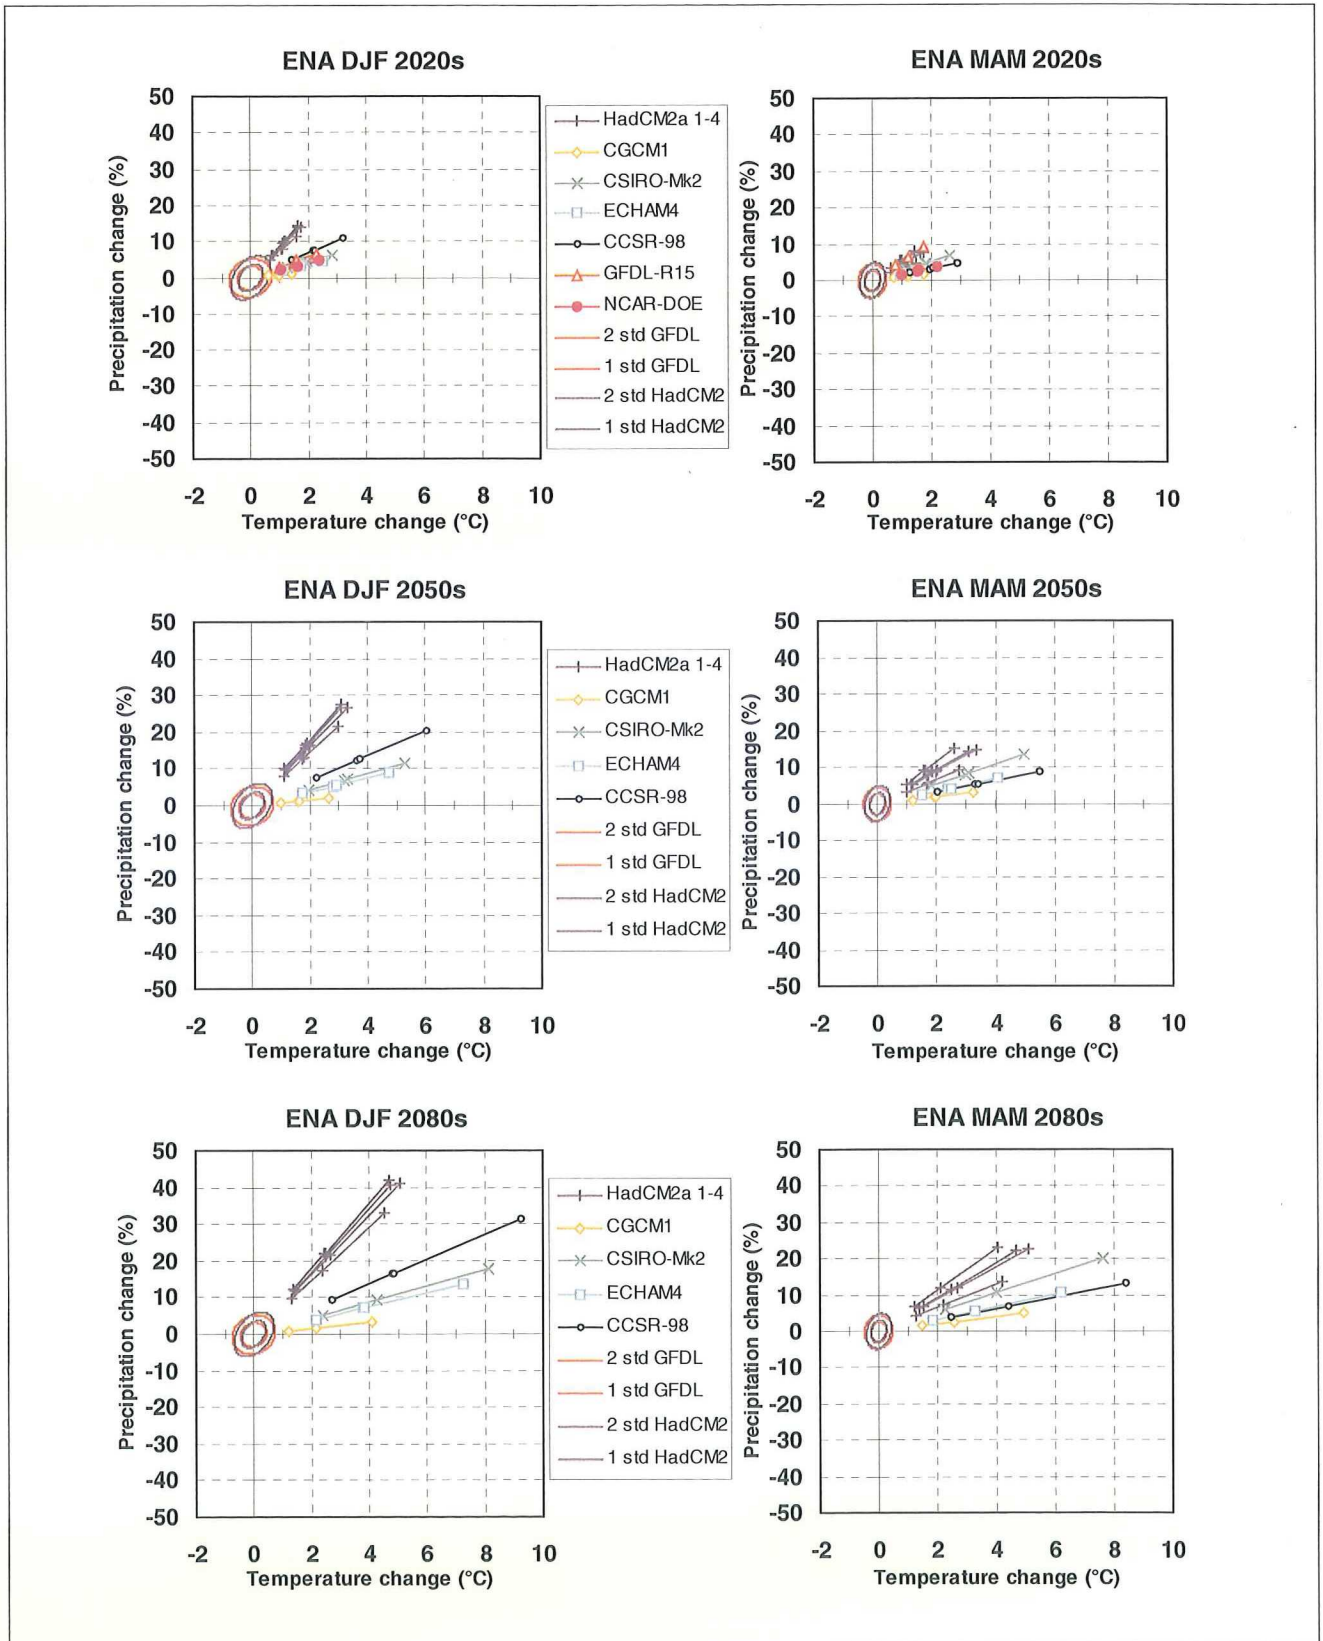 ENA DJF 2020s
50
40
30
20
10
0
-10
-20
-30
-40
-50
Precipitation change (%)
-2 0 2 4 6 8 10
Temperature change (°C)
HadCM2a 1-4
CGCM1
CSIRO-Mk2
ECHAM4
CCSR-98
GFDL-R15
NCAR-DOE
2 std GFDL
1 std GFDL
2 std HadCM2
1 std HadCM2
ENA MAM 2020s
50
40
30
20
10
0
-10
-20
-30
-40
-50
Precipitation change (%)
-2 0 2 4 6 8 10
Temperature change (°C)
ENA DJF 2050s
50
40
30
20
10
0
-10
-20
-30
-40
-50
Precipitation change (%)
-2 0 2 4 6 8 10
Temperature change (°C)
HadCM2a 1-4
CGCM1
CSIRO-Mk2
ECHAM4
CCSR-98
2 std GFDL
1 std GFDL
2 std HadCM2
1 std HadCM2
ENA MAM 2050s
50
40
30
20
10
0
-10
-20
-30
-40
-50
Precipitation change (%)
-2 0 2 4 6 8 10
Temperature change (°C)
ENA DJF 2080s
50
40
30
20
10
0
-10
-20
-30
-40
-50
Precipitation change (%)
-2 0 2 4 6 8 10
Temperature change (°C)
HadCM2a 1-4
CGCM1
CSIRO-Mk2
ECHAM4
CCSR-98
2 std GFDL
1 std GFDL
2 std HadCM2
1 std HadCM2
ENA MAM 2080s
50
40
30
20
10
0
-10
-20
-30
-40
-50
Precipitation change (%)
-2 0 2 4 6 8 10
Temperature change (°C)